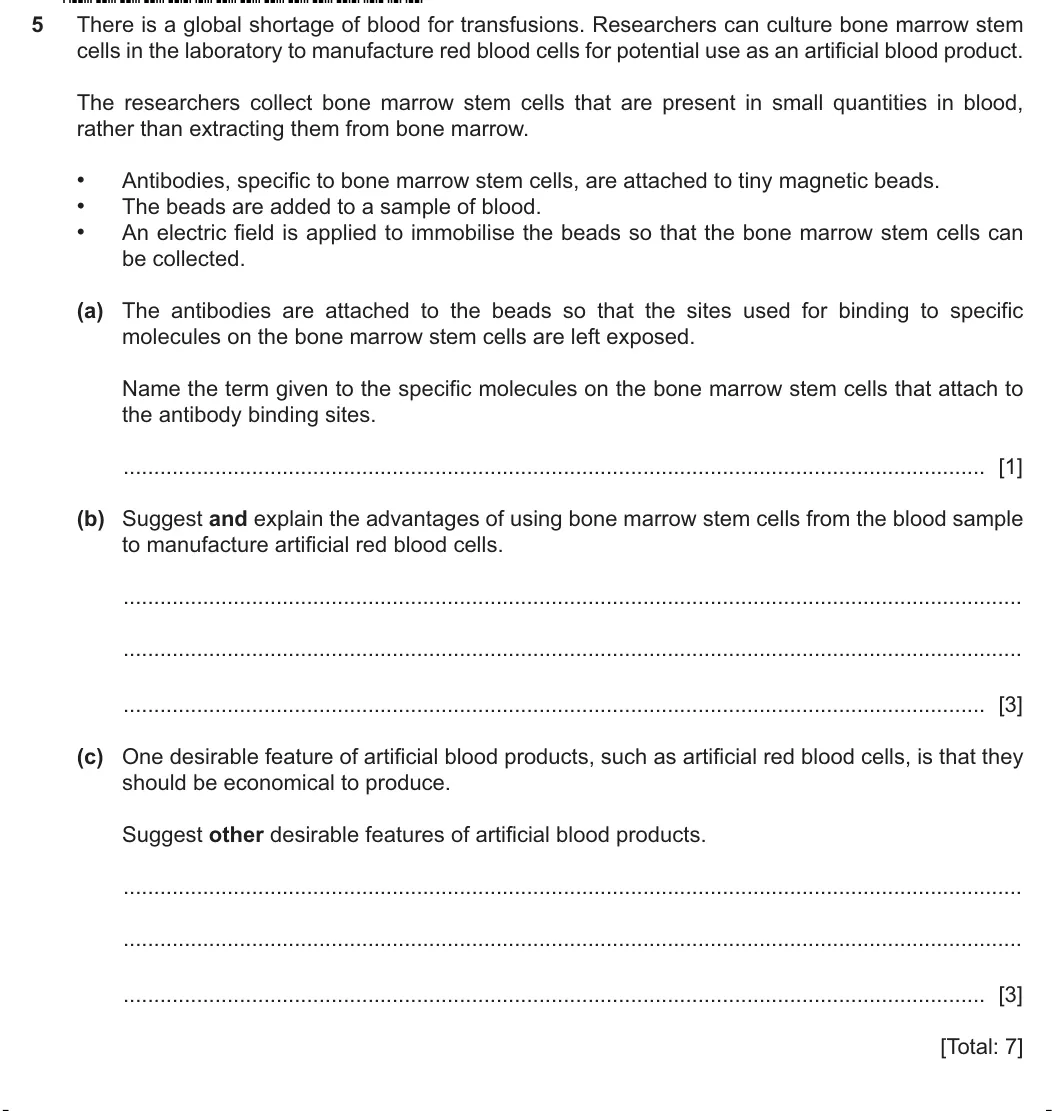 5 There is a global shortage of blood for transfusions. Researchers can culture bone marrow stem
cells in the laboratory to manufacture red blood cells for potential use as an artificial blood product.
The researchers collect bone marrow stem cells that are present in small quantities in blood,
rather than extracting them from bone marrow.
• Antibodies, specific to bone marrow stem cells, are attached to tiny magnetic beads.
• The beads are added to a sample of blood.
• An electric field is applied to immobilise the beads so that the bone marrow stem cells can
be collected.
(a) The antibodies are attached to the beads so that the sites used for binding to specific
molecules on the bone marrow stem cells are left exposed.
Name the term given to the specific molecules on the bone marrow stem cells that attach to
the antibody binding sites.
.......................................................................................................................................... [1]
(b) Suggest and explain the advantages of using bone marrow stem cells from the blood sample
to manufacture artificial red blood cells.
................................................................................................................................................
................................................................................................................................................
.......................................................................................................................................... [3]
(c) One desirable feature of artificial blood products, such as artificial red blood cells, is that they
should be economical to produce.
Suggest other desirable features of artificial blood products.
................................................................................................................................................
................................................................................................................................................
.......................................................................................................................................... [3]
[Total: 7]